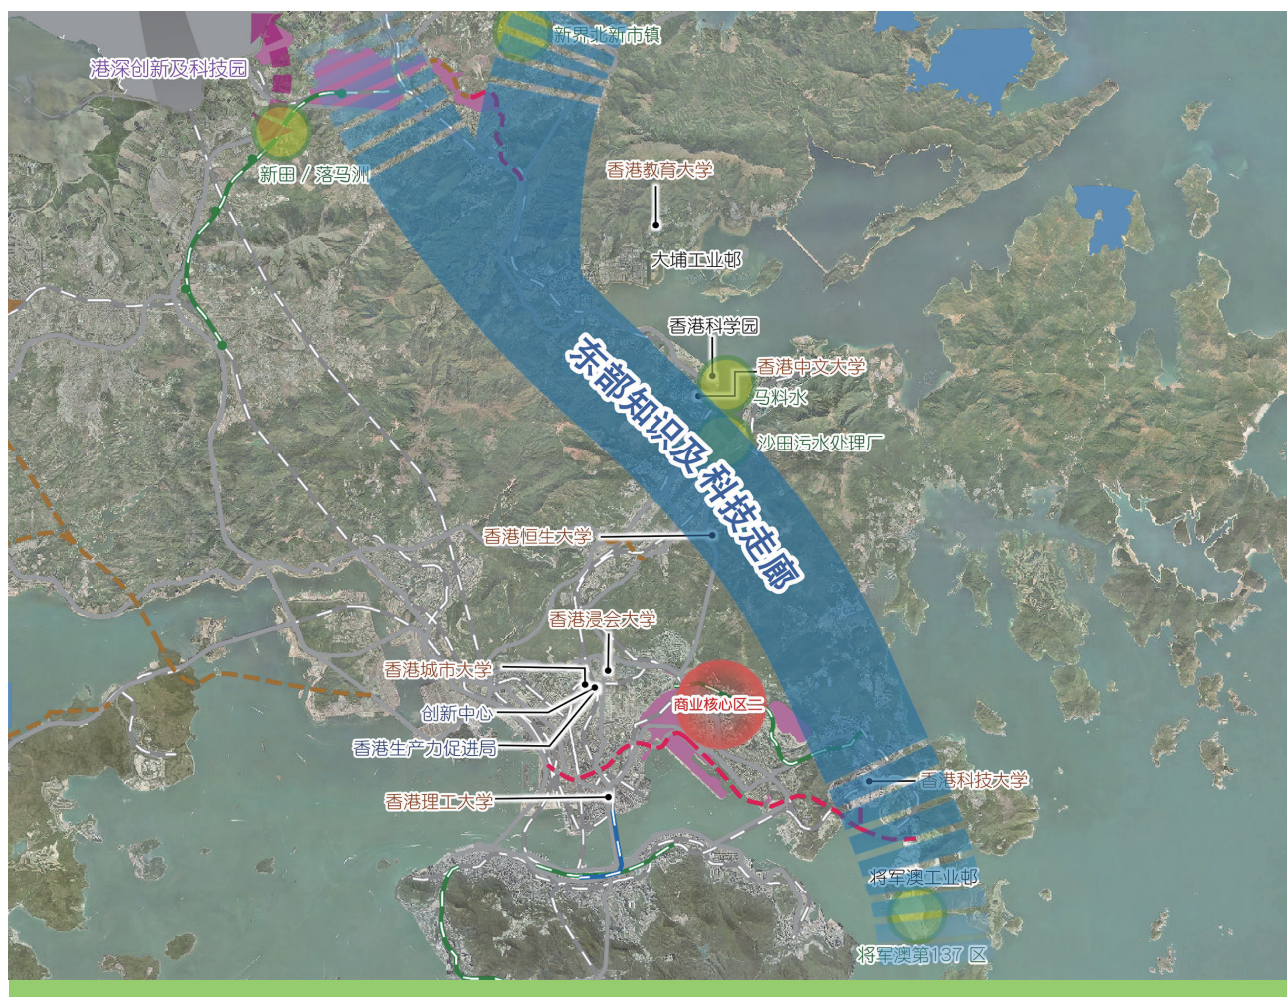 新界北新市镇
港深创新及科技园
新田 / 落马洲
香港教育大学
大埔工业邨
香港科学园
香港中文大学
马料水
东部知识及科技走廊
沙田污水处理厂
香港恒生大学
香港浸会大学
香港城市大学
商业核心区二
创新中心
香港生产力促进局
香港科技大学
香港理工大学
将军澳工业邨
将军澳第137 区